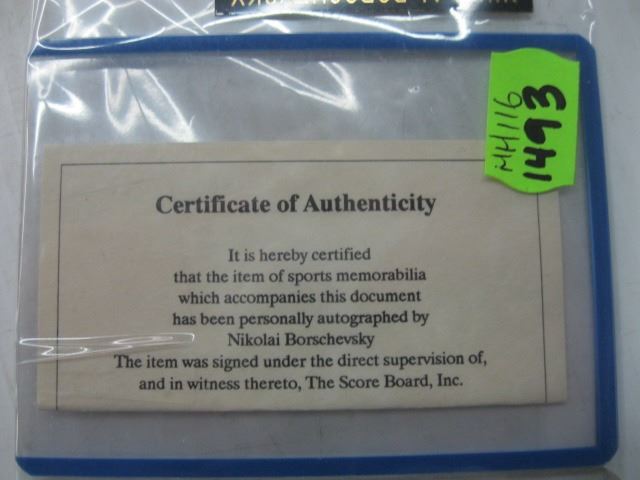 MH116
1493
Certificate of Authenticity
It is hereby certified
that the item of sports memorabilia
which accompanies this document
has been personally autographed by
Nikolai Borschevsky
The item was signed under the direct supervision of,
and in witness thereto, The Score Board, Inc.